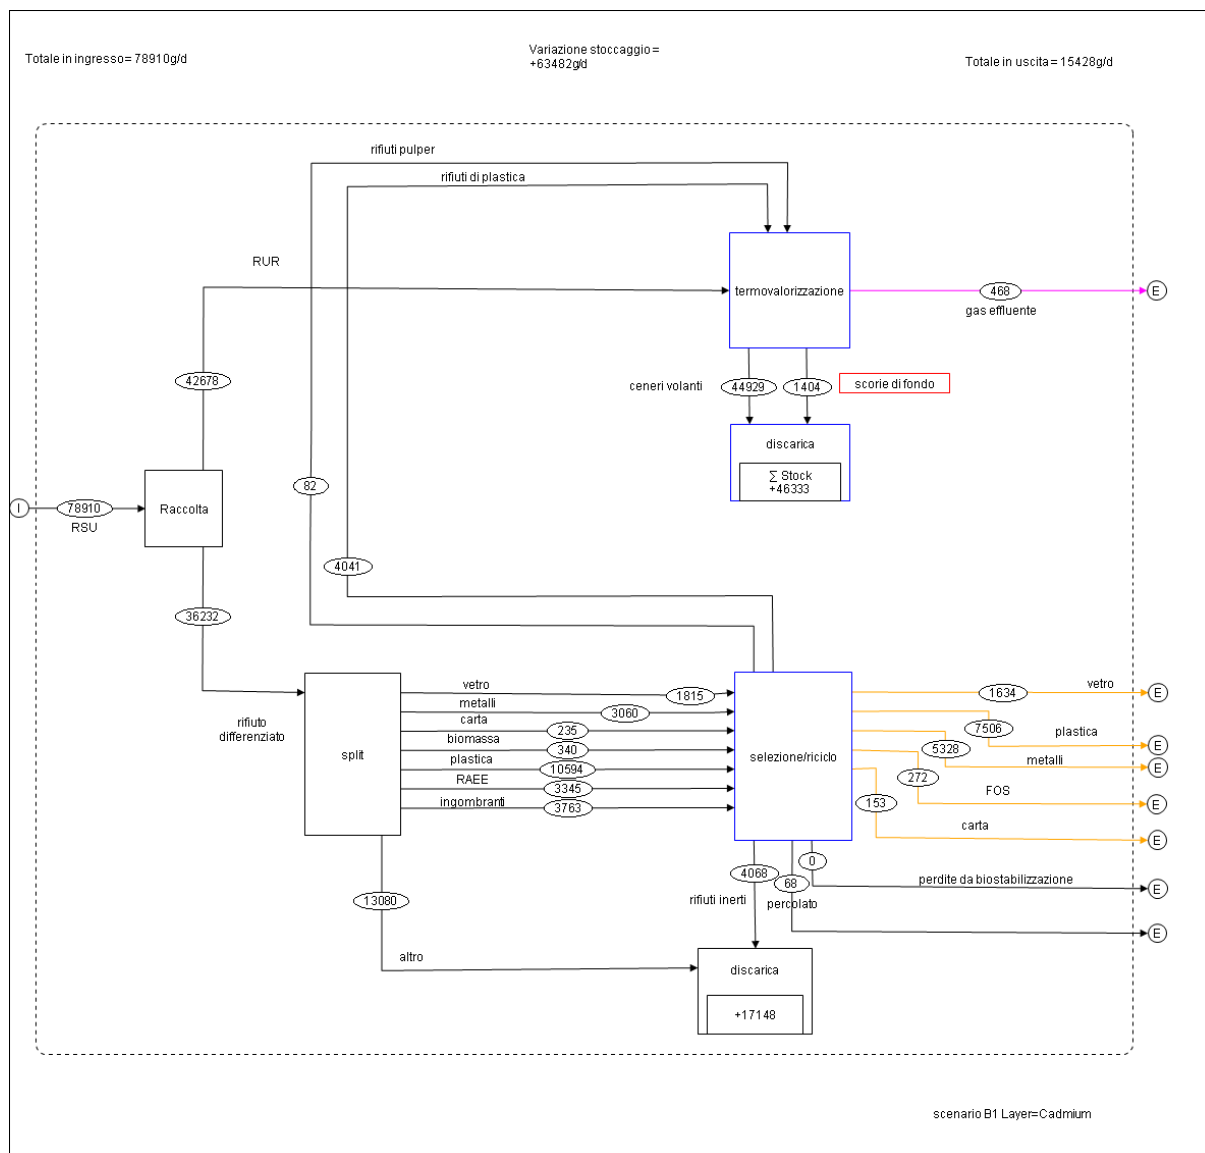 Totale in ingresso= 78910g/d
Variazione stoccaggio =
+63482g/d
Totale in uscita= 15428g/d
rifiuti pulper
rifiuti di plastica
RUR
termovalorizzazione
468
E
gas effluente
42678
ceneri volanti
44929
1404
scorie di fondo
discarica
∑ Stock
+46333
82
I
78910
RSU
Raccolta
4041
36232
rifiuto
differenziato
split
vetro
1815
metalli
3060
carta
235
biomassa
340
plastica
10594
RAEE
3345
ingombranti
3763
selezione/riciclo
1634
vetro
E
7506
plastica
E
5328
metalli
E
272
FOS
E
153
carta
E
0
perdite da biostabilizzazione
E
4068
68
rifiuti inerti
percolato
E
13080
altro
discarica
+17148
scenario B1 Layer=Cadmium